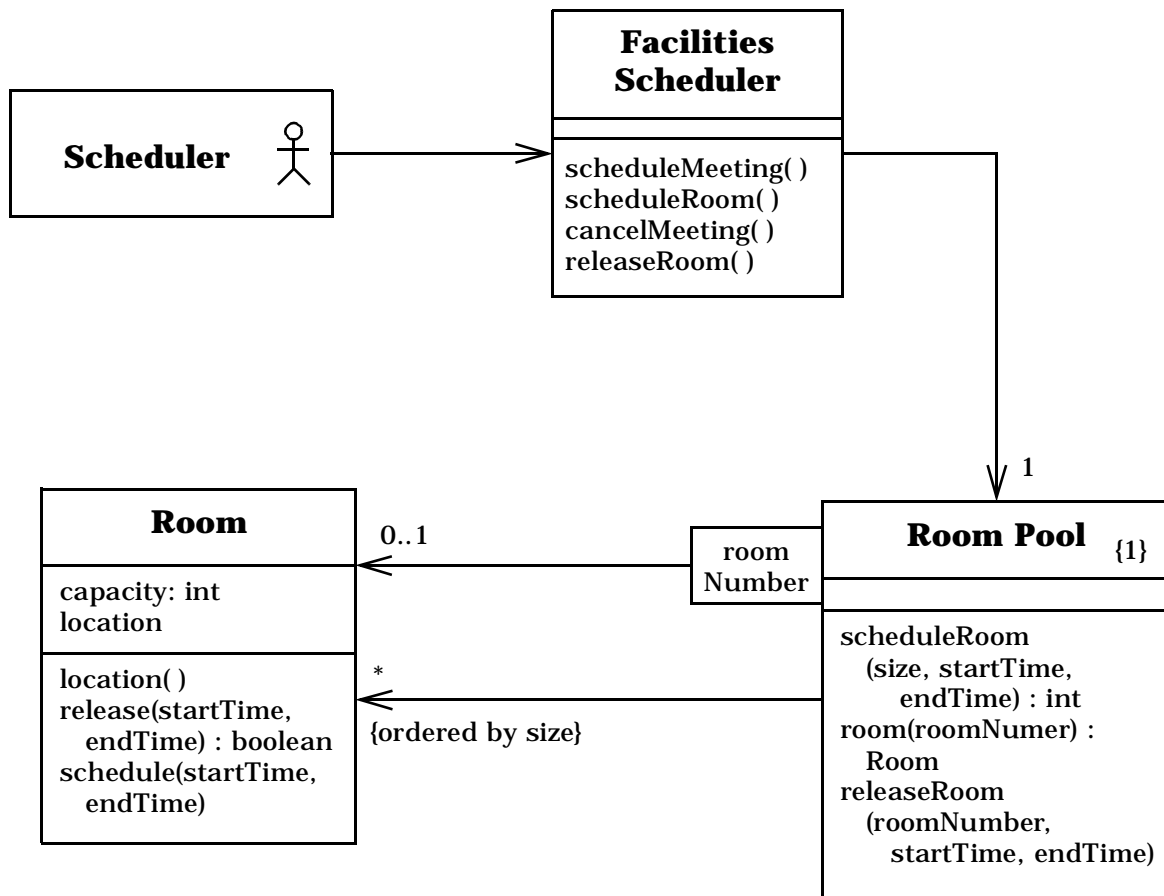 Facilities
Scheduler
Scheduler
scheduleMeeting( )
scheduleRoom( )
cancelMeeting( )
releaseRoom( )
1
Room
0..1
room
Number
Room Pool
{1}
capacity: int
location
location( )
release(startTime,
endTime) : boolean
schedule(startTime,
endTime)
*
{ordered by size}
scheduleRoom
(size, startTime,
endTime) : int
room(roomNumer) :
Room
releaseRoom
(roomNumber,
startTime, endTime)